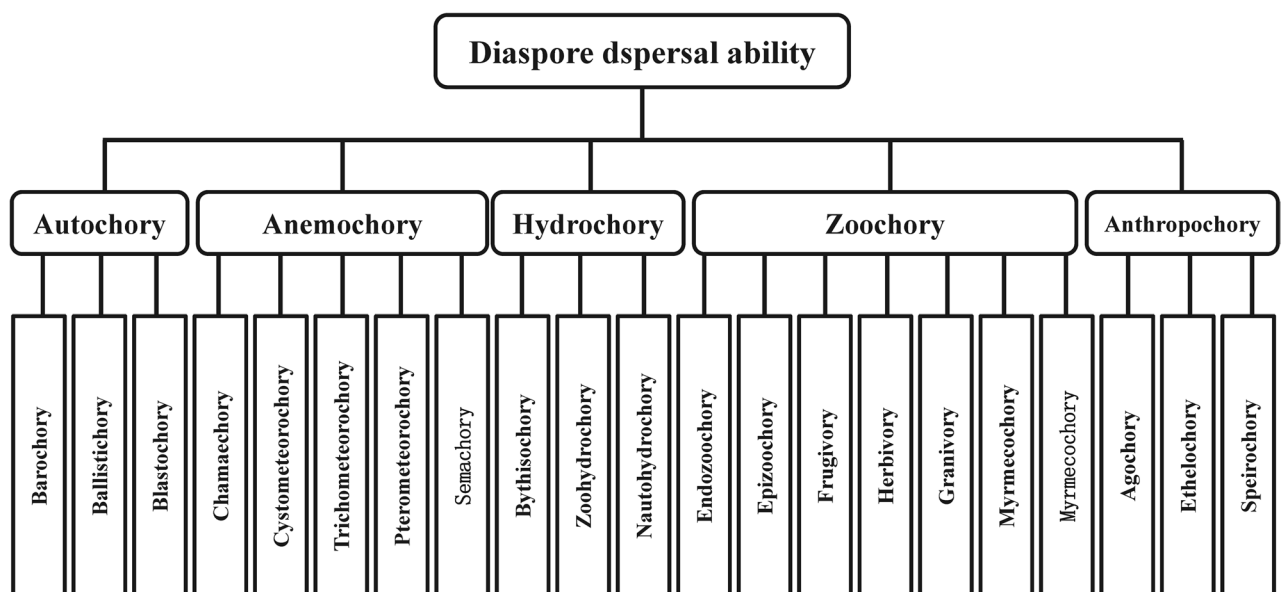 Diaspore dspersal ability
Autochory
Anemochory
Hydrochory
Zoochory
Anthropochory
Barochory
Ballistichory
Blastochory
Chamaechory
Cystometeorochory
Trichometeorochory
Pterometeorochory
Semachory
Bythisochory
Zoohydrochory
Nautohydrochory
Endozoochory
Epizoochory
Frugivory
Herbivory
Granivory
Myrmecochory
Myrmecochory
Agochory
Ethelochory
Speirochory